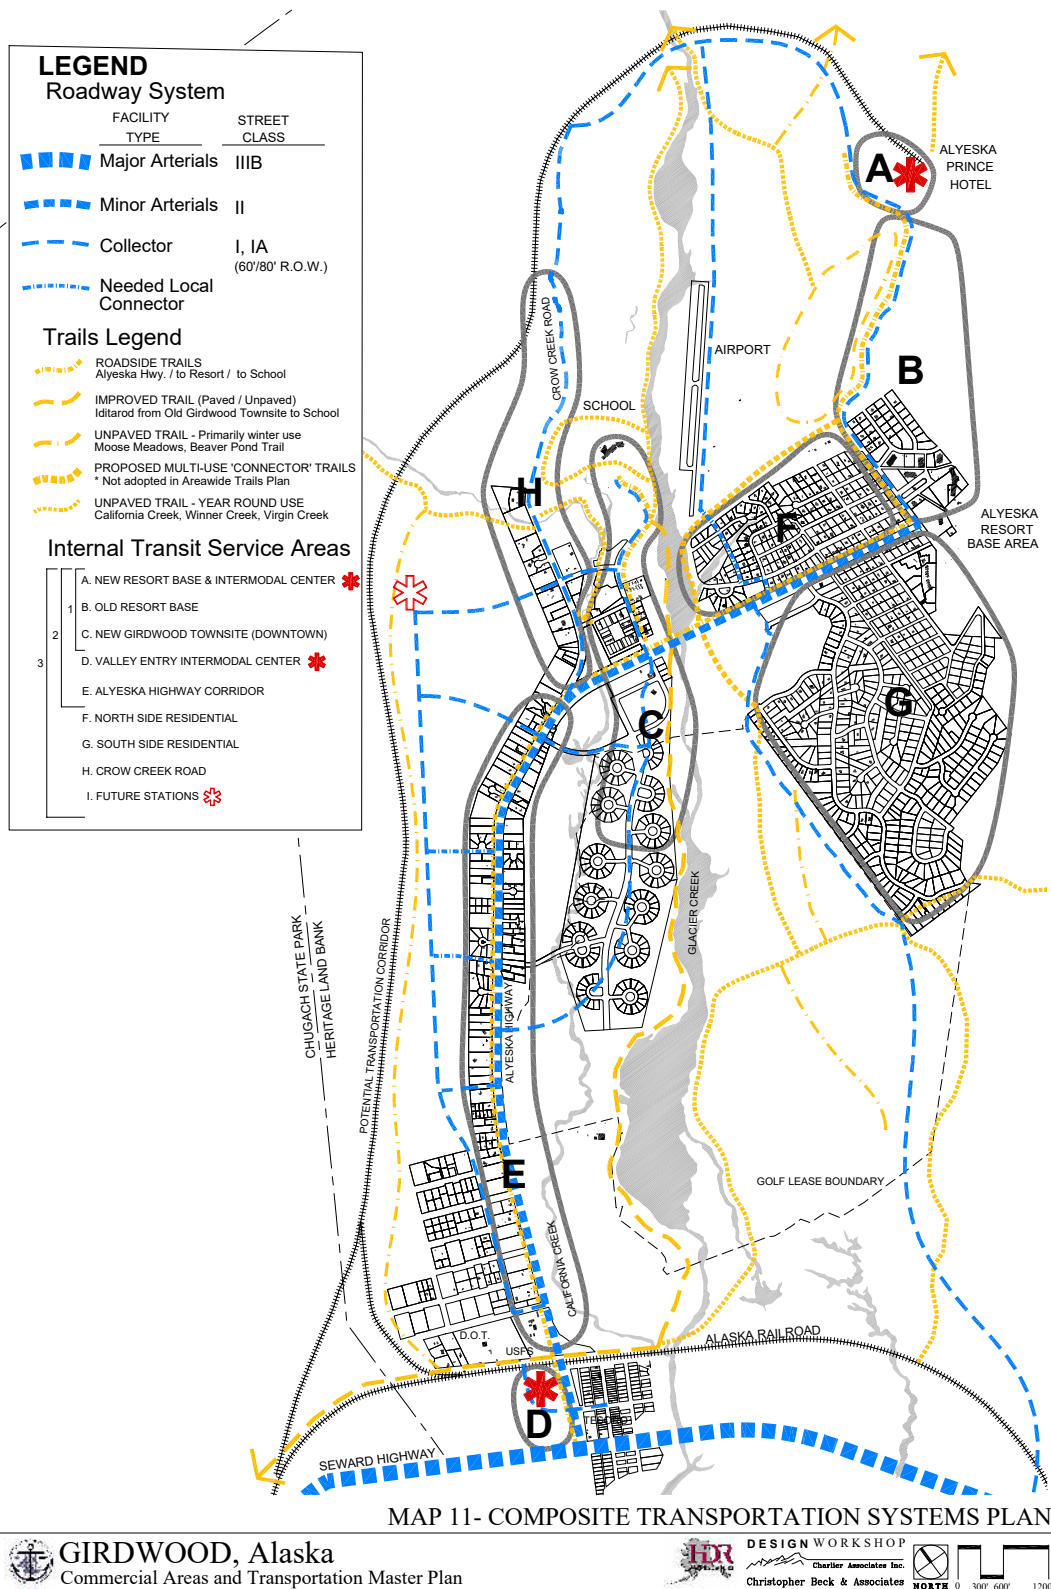 LEGEND
Roadway System
FACILITY TYPE
STREET CLASS
Major Arterials IIIB
Minor Arterials II
Collector I, IA
(60'/80' R.O.W.)
Needed Local
Connector
Trails Legend
ROADSIDE TRAILS
Alyeska Hwy. / to Resort / to School
IMPROVED TRAIL (Paved / Unpaved)
Iditarod from Old Girdwood Townsite to School
UNPAVED TRAIL - Primarily winter use
Moose Meadows, Beaver Pond Trail
PROPOSED MULTI-USE 'CONNECTOR' TRAILS
* Not adopted in Areawide Trails Plan
UNPAVED TRAIL - YEAR ROUND USE
California Creek, Winner Creek, Virgin Creek
Internal Transit Service Areas
A. NEW RESORT BASE & INTERMODAL CENTER
1
B. OLD RESORT BASE
2
C. NEW GIRDWOOD TOWNSITE (DOWNTOWN)
3
D. VALLEY ENTRY INTERMODAL CENTER
E. ALYESKA HIGHWAY CORRIDOR
F. NORTH SIDE RESIDENTIAL
G. SOUTH SIDE RESIDENTIAL
H. CROW CREEK ROAD
I. FUTURE STATIONS
A
ALYESKA
PRINCE
HOTEL
B
CROW CREEK ROAD
AIRPORT
SCHOOL
H
F
ALYESKA
RESORT
BASE AREA
G
C
GLACIER CREEK
CHUGACH STATE PARK
HERITAGE LAND BANK
POTENTIAL TRANSPORTATION CORRIDOR
ALYESKA HIGHWAY
E
GOLF LEASE BOUNDARY
CALIFORNIA CREEK
D.O.T.
USFS
ALASKA RAILROAD
D
SEWARD HIGHWAY
MAP 11- COMPOSITE TRANSPORTATION SYSTEMS PLAN
GIRDWOOD, Alaska
Commercial Areas and Transportation Master Plan
HDR
DESIGN WORKSHOP
Charlier Associates Inc.
Christopher Beck & Associates
NORTH
0 300' 600' 1200'